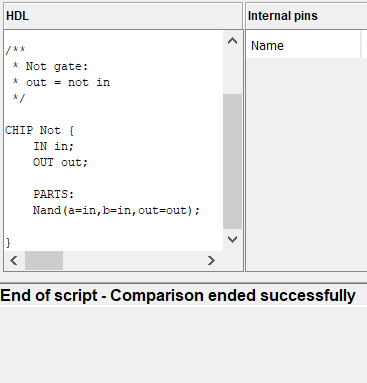 HDL
Internal pins
Name
/**
 * Not gate:
 * out = not in
 */
CHIP Not {
    IN in;
    OUT out;
    PARTS:
    Nand(a=in,b=in,out=out);
}
End of script - Comparison ended successfully